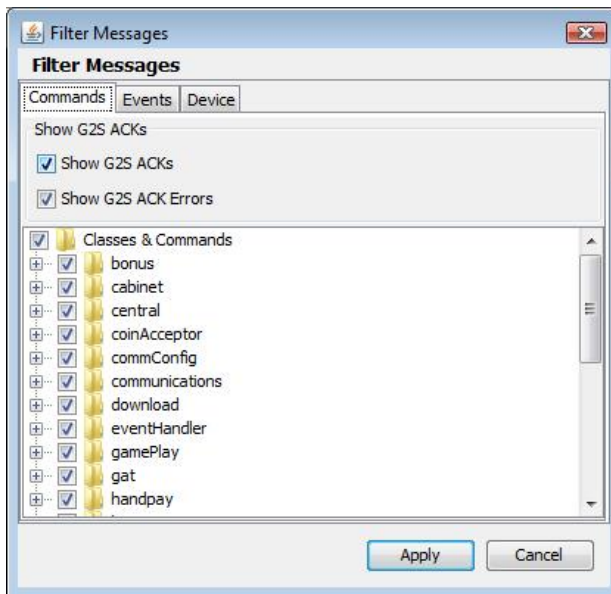 Filter Messages
Filter Messages
Commands Events Device
Show G2S ACKs
Show G2S ACKs
Show G2S ACK Errors
Classes & Commands
bonus
cabinet
central
coinAcceptor
commConfig
communications
download
eventHandler
gamePlay
gat
handpay
Apply Cancel